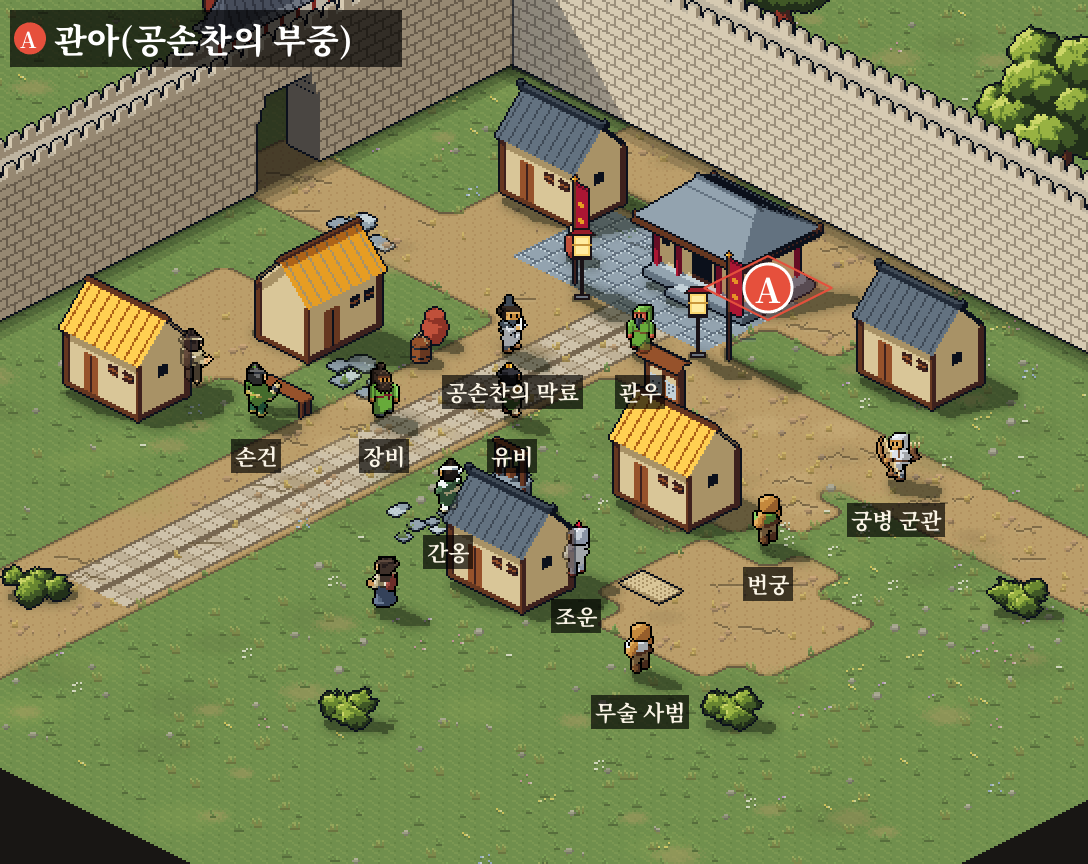 A 관아(공손찬의 부중)
A
공손찬의 막료
관우
손건
장비
유비
궁병 군관
간옹
번궁
조운
무술 사범